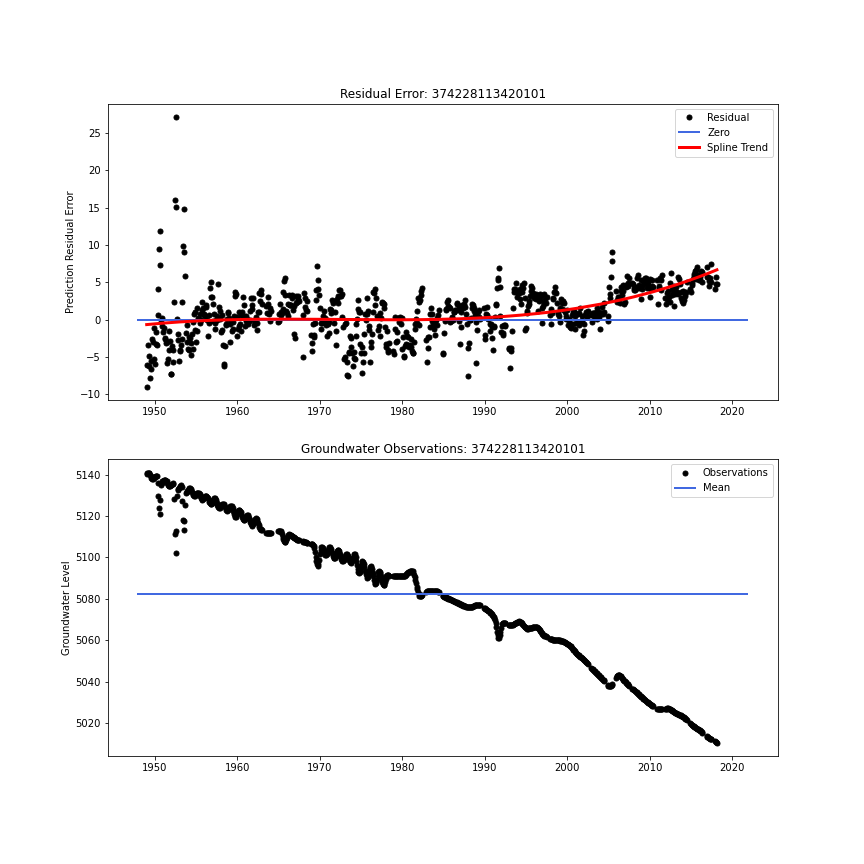 Residual Error: 374228113420101
Prediction Residual Error
25
20
15
10
5
0
−5
−10
Residual
Zero
Spline Trend
1950 1960 1970 1980 1990 2000 2010 2020
Groundwater Observations: 374228113420101
Groundwater Level
5140
5120
5100
5080
5060
5040
5020
Observations
Mean
1950 1960 1970 1980 1990 2000 2010 2020